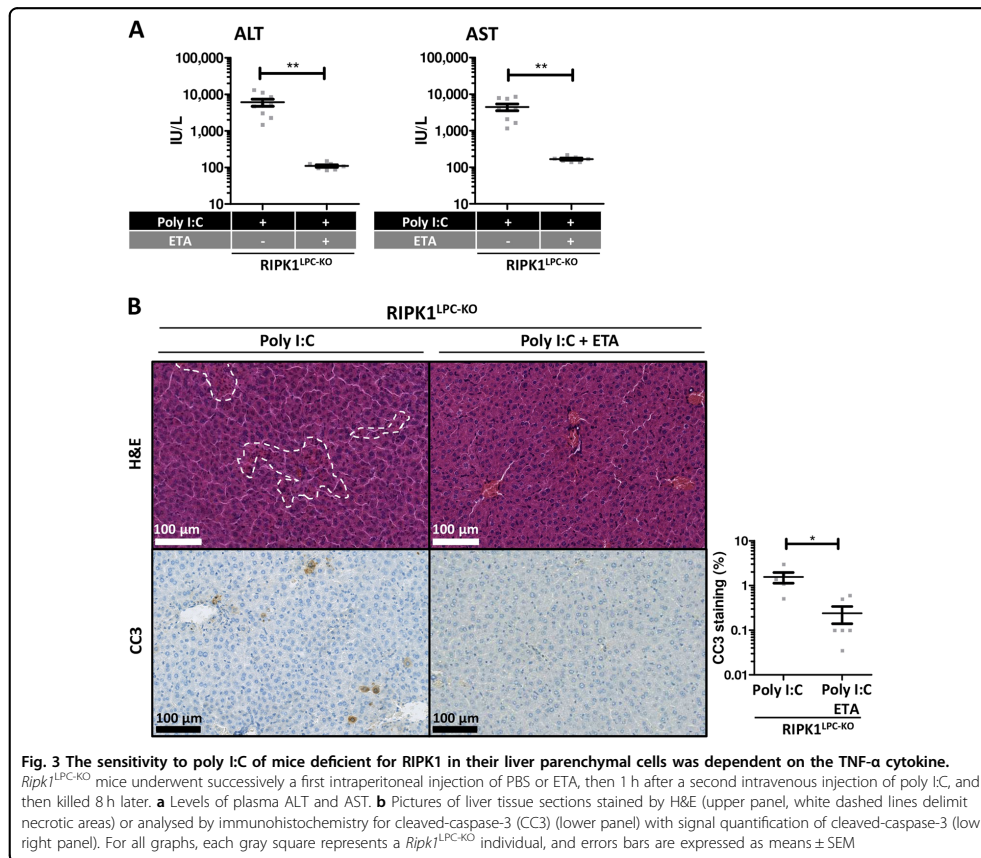 A
ALT
AST
100,000
10,000
1,000
100
10
IU/L
**
100,000
10,000
1,000
100
10
IU/L
**
Poly I:C + +
ETA - +
RIPK1LPC-KO
Poly I:C + +
ETA - +
RIPK1LPC-KO
B
RIPK1LPC-KO
Poly I:C
Poly I:C + ETA
H&E
100 µm
100 µm
CC3
100 µm
100 µm
CC3 staining (%)
10
1
0.1
0.01
*
Poly I:C Poly I:C
ETA
RIPK1LPC-KO
Fig. 3 The sensitivity to poly I:C of mice deficient for RIPK1 in their liver parenchymal cells was dependent on the TNF-α cytokine.
Ripk1LPC-KO mice underwent successively a first intraperitoneal injection of PBS or ETA, then 1 h after a second intravenous injection of poly I:C, and
then killed 8 h later. a Levels of plasma ALT and AST. b Pictures of liver tissue sections stained by H&E (upper panel, white dashed lines delimit
necrotic areas) or analysed by immunohistochemistry for cleaved-caspase-3 (CC3) (lower panel) with signal quantification of cleaved-caspase-3 (low
right panel). For all graphs, each gray square represents a Ripk1LPC-KO individual, and errors bars are expressed as means ± SEM